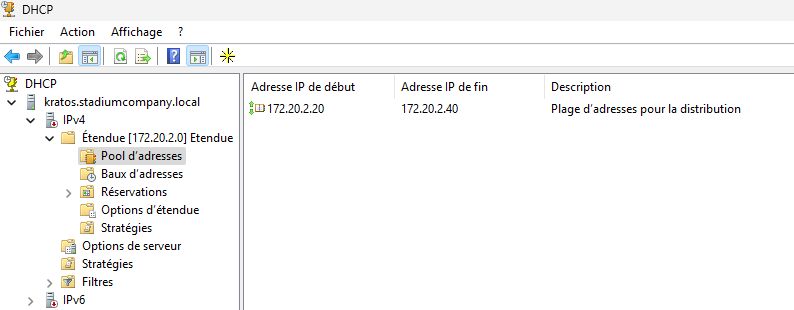 DHCP
Fichier Action Affichage ?
DHCP
kratos.stadiumcompany.local
IPv4
Étendue [172.20.2.0] Etendue
Pool d'adresses
Baux d'adresses
Réservations
Options d'étendue
Stratégies
Options de serveur
Stratégies
Filtres
IPv6
Adresse IP de début Adresse IP de fin Description
172.20.2.20 172.20.2.40 Plage d'adresses pour la distribution